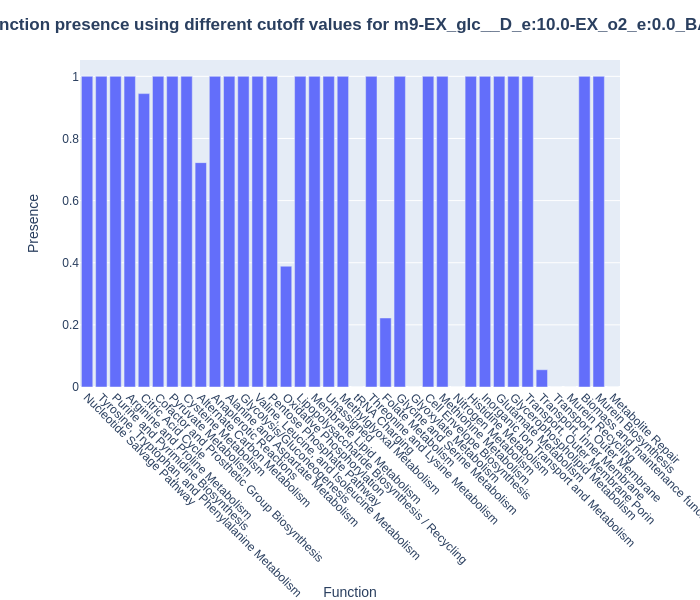 nction presence using different cutoff values for m9-EX_glc__D_e:10.0-EX_o2_e:0.0_BA
Presence
1
0.8
0.6
0.4
0.2
0
Nucleotide Salvage Pathway
Tyrosine, Tryptophan, and Phenylalanine Metabolism
Purine and Pyrimidine Biosynthesis
Arginine and Proline Metabolism
Citric Acid Cycle
Cofactor and Prosthetic Group Biosynthesis
Pyruvate Metabolism
Cysteine Metabolism
Alternate Carbon Metabolism
Anaplerotic Reactions
Alanine and Aspartate Metabolism
Glycolysis/Gluconeogenesis
Valine, Leucine, and Isoleucine Metabolism
Pentose Phosphate Pathway
Oxidative Phosphorylation
Lipopolysaccharide Biosynthesis / Recycling
Membrane Lipid Metabolism
Unassigned
Methylglyoxal Metabolism
tRNA Charging
Threonine and Lysine Metabolism
Folate Metabolism
Glycine and Serine Metabolism
Glyoxylate Metabolism
Cell Envelope Biosynthesis
Methionine Metabolism
Nitrogen Metabolism
Histidine Metabolism
Inorganic Ion Transport and Metabolism
Glutamate Metabolism
Glycerophospholipid Metabolism
Transport, Outer Membrane Porin
Transport, Outer Membrane
Murein Recycling
Biomass and maintenance func
Murein Biosynthesis
Metabolite Repair
Function